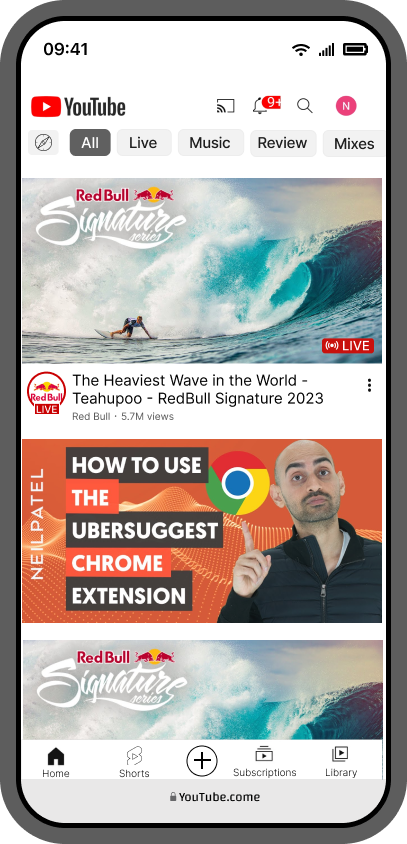 09:41
YouTube
9+
N
All Live Music Review Mixes
Red Bull
Signature
series
LIVE
Red Bull
LIVE
The Heaviest Wave in the World -
Teahupoo - RedBull Signature 2023
Red Bull · 5.7M views
NEILPATEL
HOW TO USE
THE
UBERSUGGEST
CHROME
EXTENSION
Red Bull
Signature
series
Home Shorts Subscriptions Library
YouTube.come